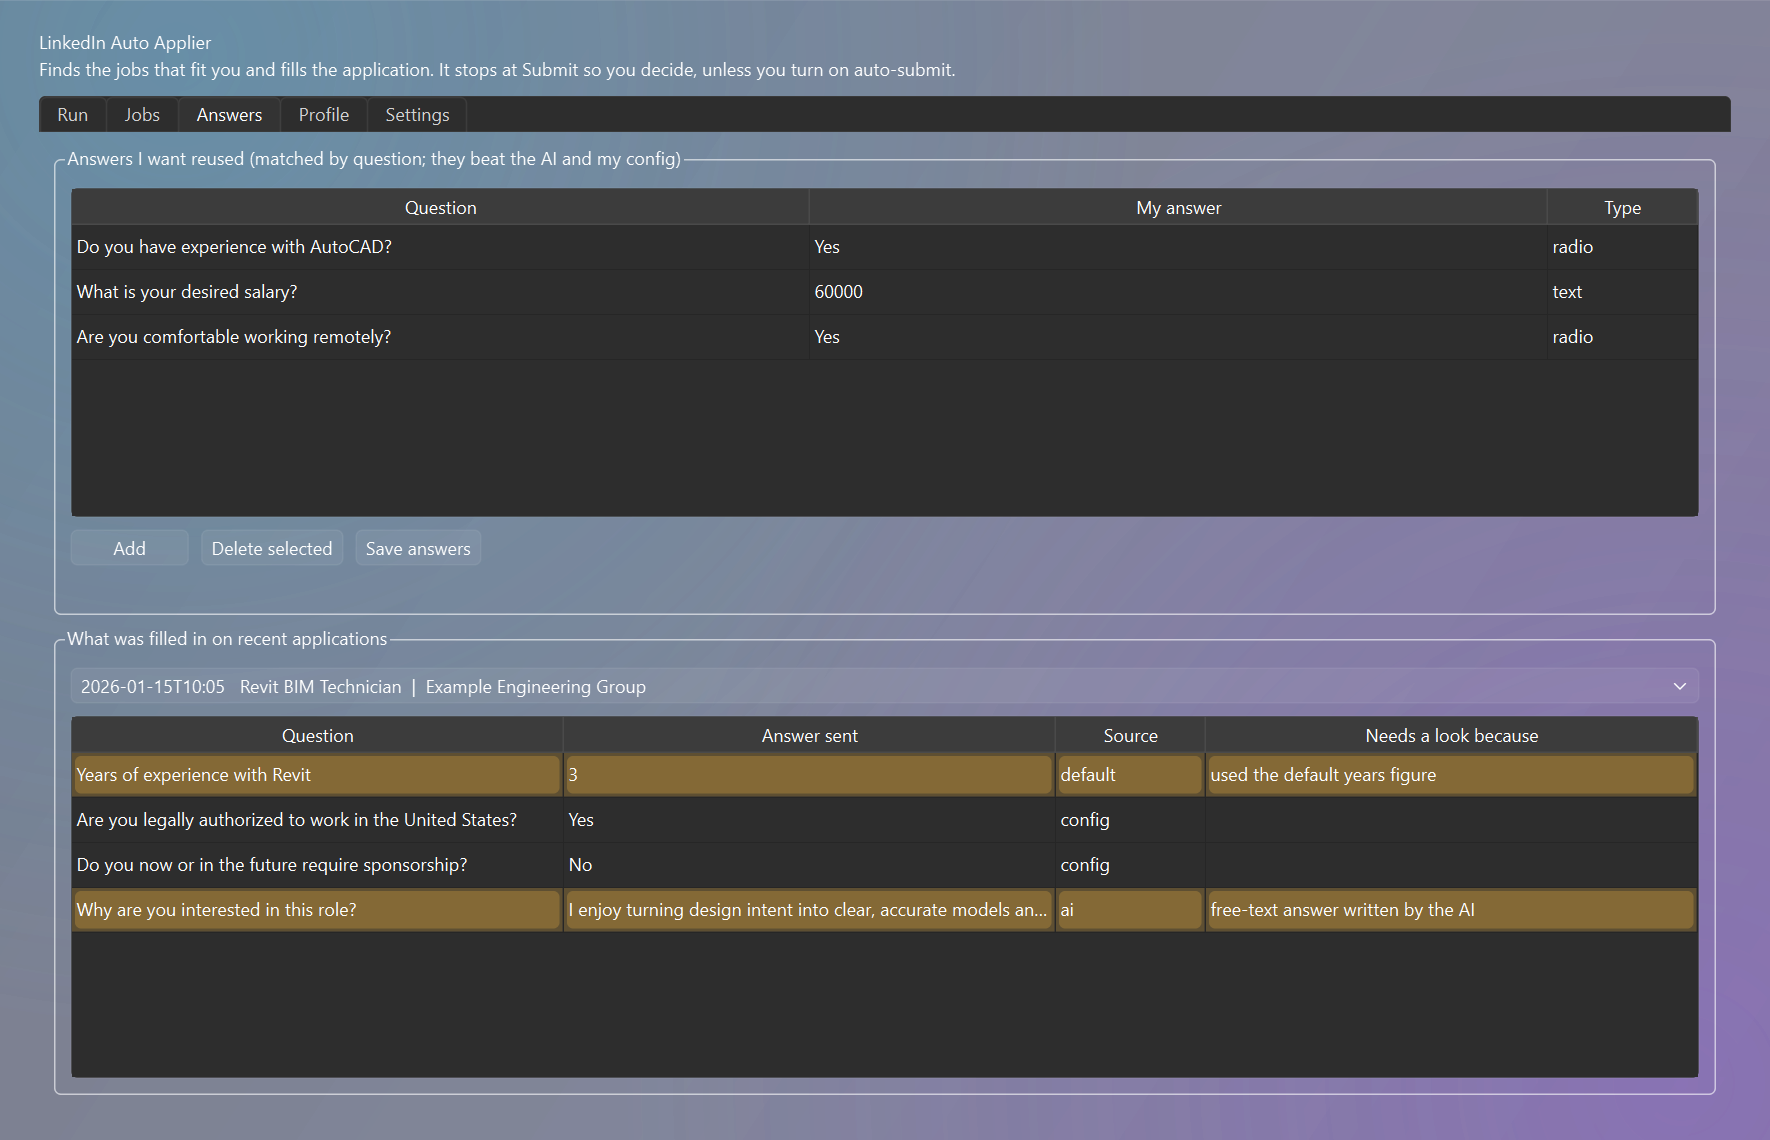 LinkedIn Auto Applier
Finds the jobs that fit you and fills the application. It stops at Submit so you decide, unless you turn on auto-submit.
Run Jobs Answers Profile Settings
Answers I want reused (matched by question; they beat the AI and my config)
Question My answer Type
Do you have experience with AutoCAD? Yes radio
What is your desired salary? 60000 text
Are you comfortable working remotely? Yes radio
Add Delete selected Save answers
What was filled in on recent applications
2026-01-15T10:05 Revit BIM Technician | Example Engineering Group
Question Answer sent Source Needs a look because
Years of experience with Revit 3 default used the default years figure
Are you legally authorized to work in the United States? Yes config
Do you now or in the future require sponsorship? No config
Why are you interested in this role? I enjoy turning design intent into clear, accurate models an... ai free-text answer written by the AI